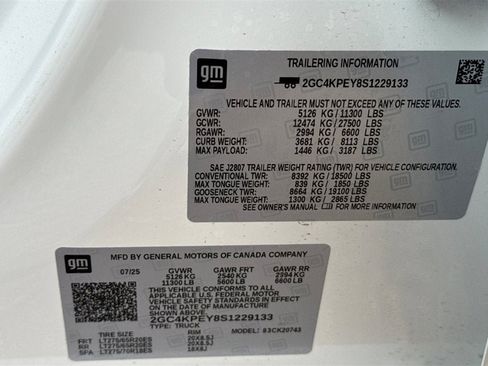 gm
TRAILERING INFORMATION
2GC4KPEY8S1229133
VEHICLE AND TRAILER MUST NOT EXCEED ANY OF THESE VALUES.
GVWR: 5126 KG / 11300 LBS
GCWR: 12474 KG / 27500 LBS
RGAWR: 2994 KG / 6600 LBS
CURB WEIGHT: 3681 KG / 8113 LBS
MAX PAYLOAD: 1446 KG / 3187 LBS
SAE J2807 TRAILER WEIGHT RATING (TWR) FOR VEHICLE CONFIGURATION.
CONVENTIONAL TWR: 8392 KG / 18500 LBS
MAX TONGUE WEIGHT: 839 KG / 1850 LBS
GOOSENECK TWR: 8664 KG / 19100 LBS
MAX TONGUE WEIGHT: 1300 KG / 2865 LBS
SEE OWNER'S MANUAL FOR MORE INFORMATION
gm
MFD BY GENERAL MOTORS OF CANADA COMPANY
07/25 GVWR GAWR FRT GAWR RR
5126 KG 2540 KG 2994 KG
11300 LB 5600 LB 6600 LB
THIS VEHICLE CONFORMS TO ALL
APPLICABLE U.S. FEDERAL MOTOR
VEHICLE SAFETY STANDARDS IN EFFECT
ON THE DATE OF MANUFACTURE
SHOWN ABOVE.
2GC4KPEY8S1229133
TYPE: TRUCK MODEL: 83CK20743
TIRE SIZE RIM
FRT LT275/65R20ES 20X8.5J
RR LT275/65R20ES 20X8.5J
SPA LT275/70R18ES 18X8J